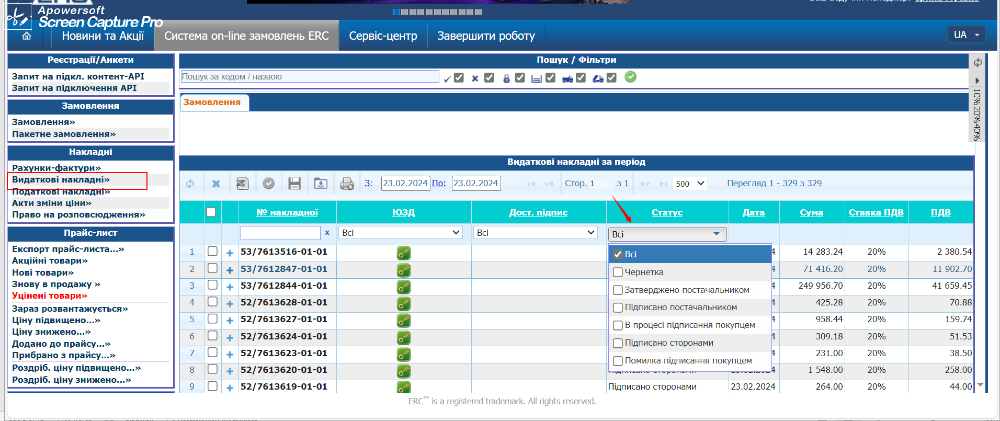 Apowersoft
Screen Capture Pro
Новини та Акції
Система on-line замовлень ERC
Сервіс-центр
Завершити роботу
UA
Реєстрації/Анкети
Запит на підкл. контент-API
Запит на підключення API
Замовлення
Замовлення»
Пакетне замовлення»
Накладні
Рахунки-фактури»
Видаткові накладні»
Податкові накладні»
Акти зміни ціни»
Право на розповсюдження»
Прайс-лист
Експорт прайс-листа...»
Акційні товари»
Нові товари»
Знову в продажу »
Уцінені товари»
Зараз розвантажується»
Ціну підвищено...»
Ціну знижено...»
Додано до прайсу...»
Прибрано з прайсу...»
Роздріб. ціну підвищено...»
Роздріб. ціну знижено...»
Пошук / Фільтри
Пошук за кодом / назвою
10%20%40%
Замовлення
Видаткові накладні за період
З: 23.02.2024 По: 23.02.2024 Стор. 1 з 1 500 Перегляд 1 - 329 з 329
№ накладної ЮЗД Дост. підпис Статус Дата Сума Ставка ПДВ ПДВ
x Всі Всі Всі
1 53/7613516-01-01 4 14 283.24 20% 2 380.54
2 53/7612847-01-01 4 71 416.20 20% 11 902.70
3 53/7612844-01-01 4 249 956.70 20% 41 659.45
4 52/7613628-01-01 4 425.28 20% 70.88
5 52/7613627-01-01 4 958.44 20% 159.74
6 52/7613624-01-01 4 309.18 20% 51.53
7 52/7613623-01-01 4 231.00 20% 38.50
8 52/7613620-01-01 Підписано сторонами 23.02.2024 1 548.00 20% 258.00
9 52/7613619-01-01 Підписано сторонами 23.02.2024 264.00 20% 44.00
Всі
Чернетка
Затверджено постачальником
Підписано постачальником
В процесі підписання покупцем
Підписано сторонами
Помилка підписання покупцем
ERC™ is a registered trademark. All rights reserved.